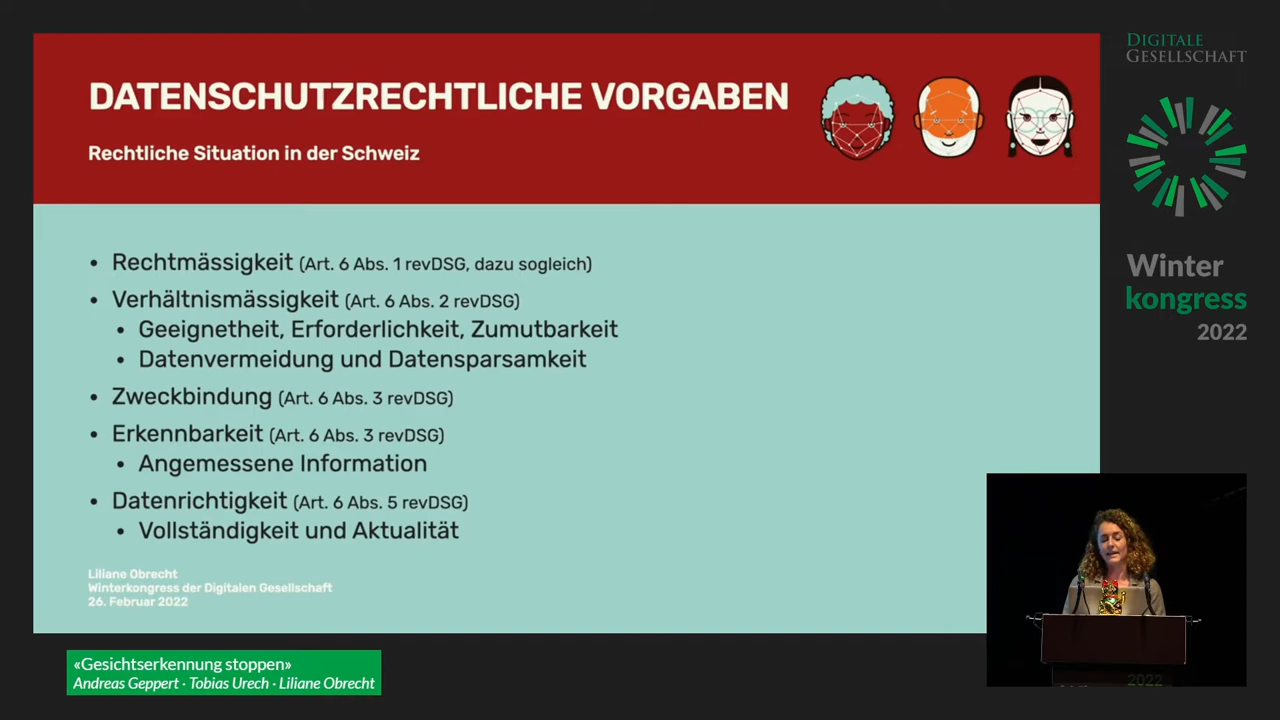 DATENSCHUTZRECHTLICHE VORGABEN
Rechtliche Situation in der Schweiz
• Rechtmässigkeit (Art. 6 Abs. 1 revDSG, dazu sogleich)
• Verhältnismässigkeit (Art. 6 Abs. 2 revDSG)
• Geeignetheit, Erforderlichkeit, Zumutbarkeit
• Datenvermeidung und Datensparsamkeit
• Zweckbindung (Art. 6 Abs. 3 revDSG)
• Erkennbarkeit (Art. 6 Abs. 3 revDSG)
• Angemessene Information
• Datenrichtigkeit (Art. 6 Abs. 5 revDSG)
• Vollständigkeit und Aktualität
Liliane Obrecht
Winterkongress der Digitalen Gesellschaft
26. Februar 2022
DIGITALE
GESELLSCHAFT
Winter
kongress
2022
2022
«Gesichtserkennung stoppen»
Andreas Geppert · Tobias Urech · Liliane Obrecht